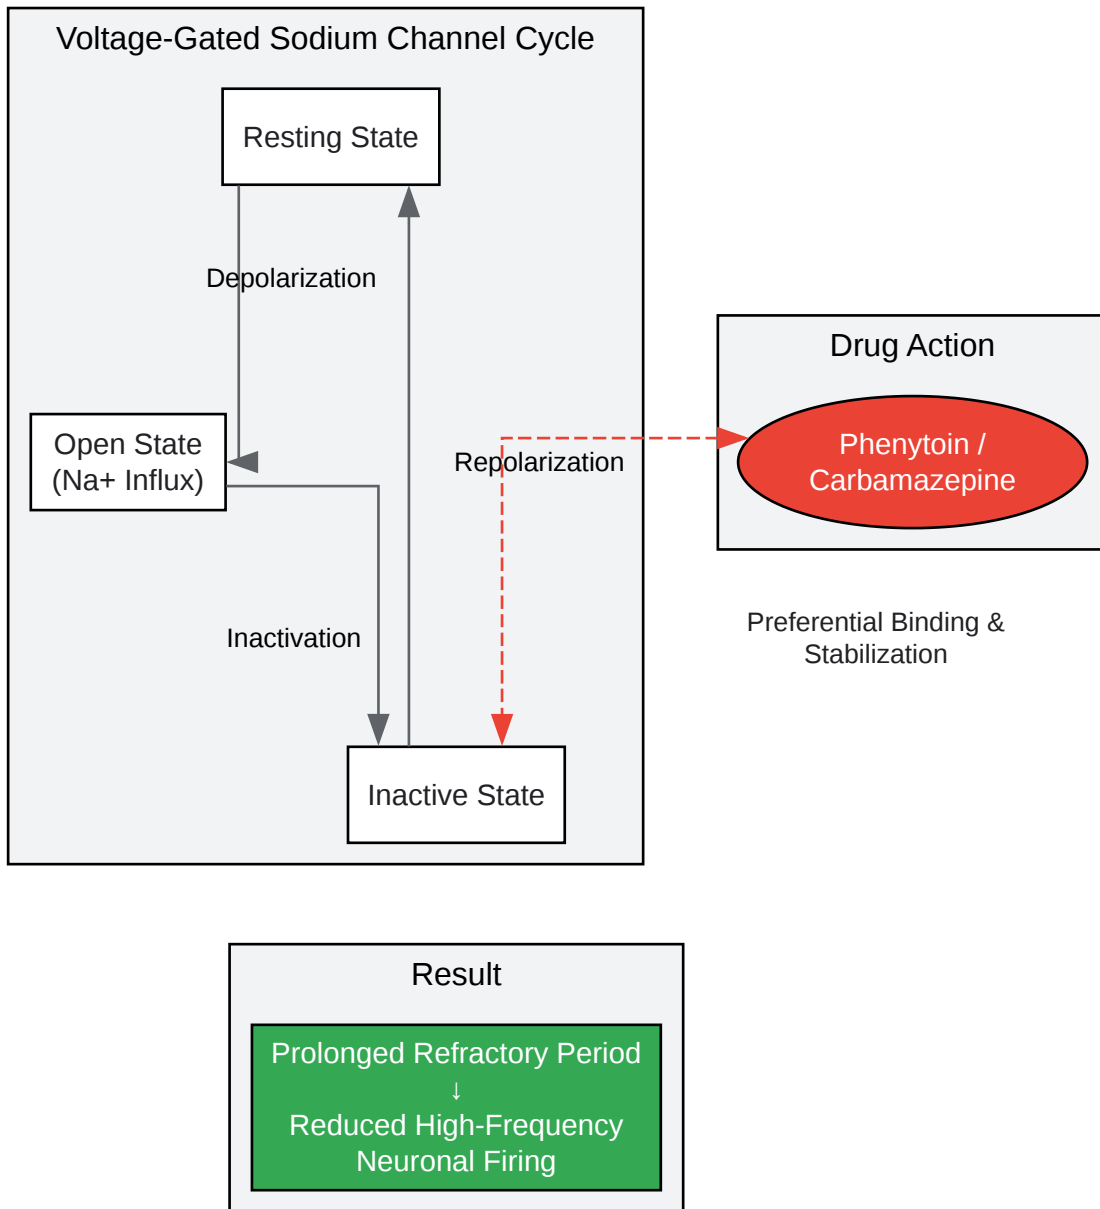 Voltage-Gated Sodium Channel Cycle
Resting State
Depolarization
Open State
(Na+ Influx)
Inactivation
Repolarization
Inactive State
Drug Action
Phenytoin /
Carbamazepine
Preferential Binding &
Stabilization
Result
Prolonged Refractory Period
↓
Reduced High-Frequency
Neuronal Firing